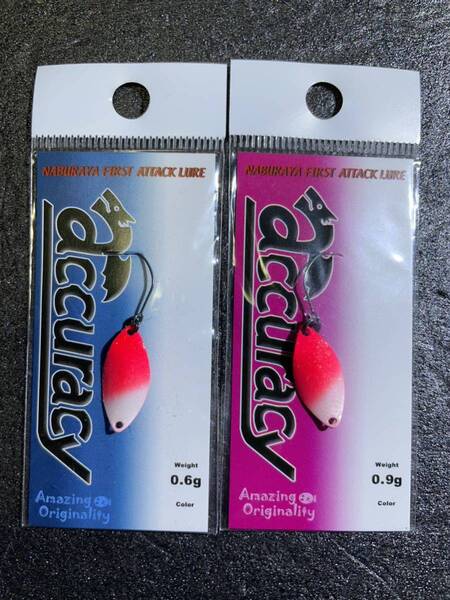 NABURAYA FIRST ATTACK LURE
accuracy
Weight
0.6g
Color
Amazing
Originality
NABURAYA FIRST ATTACK LURE
accuracy
Weight
0.9g
Color
Amazing
Originality